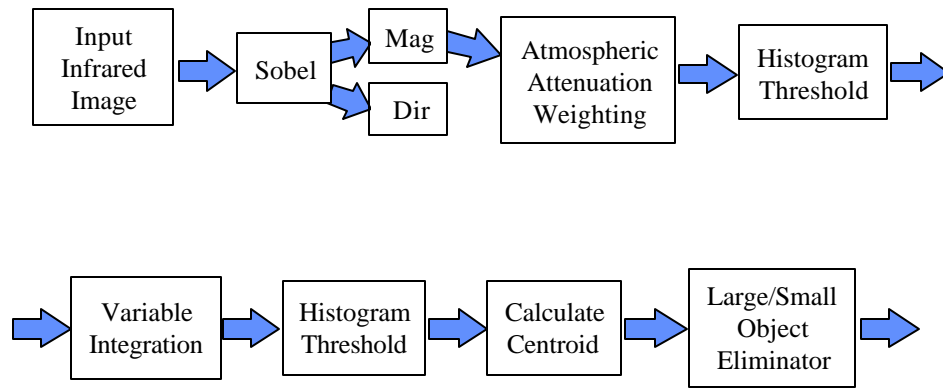 Input
Infrared
Image
Sobel
Mag
Dir
Atmospheric
Attenuation
Weighting
Histogram
Threshold
Variable
Integration
Histogram
Threshold
Calculate
Centroid
Large/Small
Object
Eliminator